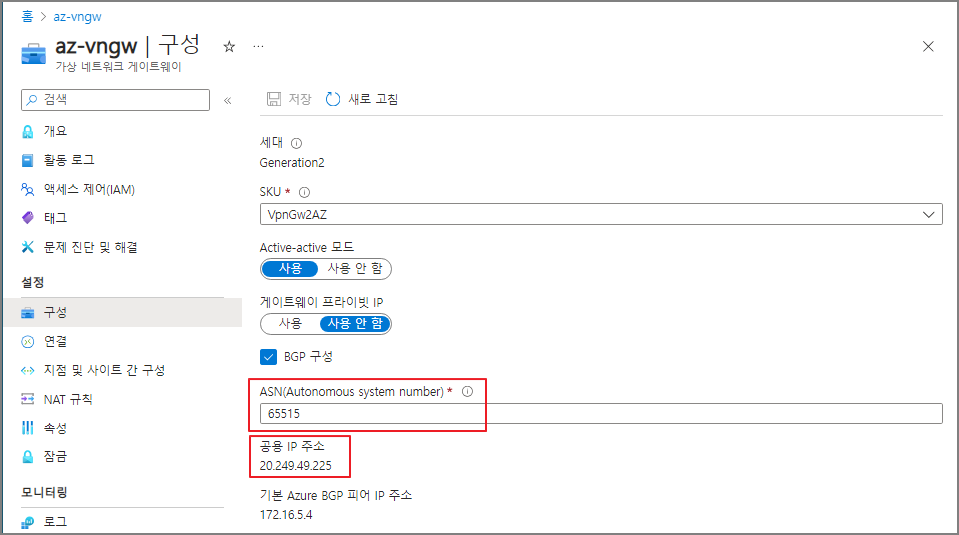 홈 > az-vngw
az-vngw | 구성 ☆ ···
가상 네트워크 게이트웨이
검색 «
저장 새로 고침
개요
활동 로그
액세스 제어(IAM)
태그
문제 진단 및 해결
설정
구성
연결
지점 및 사이트 간 구성
NAT 규칙
속성
잠금
모니터링
로그
세대
Generation2
SKU *
VpnGw2AZ
Active-active 모드
사용 사용 안 함
게이트웨이 프라이빗 IP
사용 사용 안 함
BGP 구성
ASN(Autonomous system number) *
65515
공용 IP 주소
20.249.49.225
기본 Azure BGP 피어 IP 주소
172.16.5.4